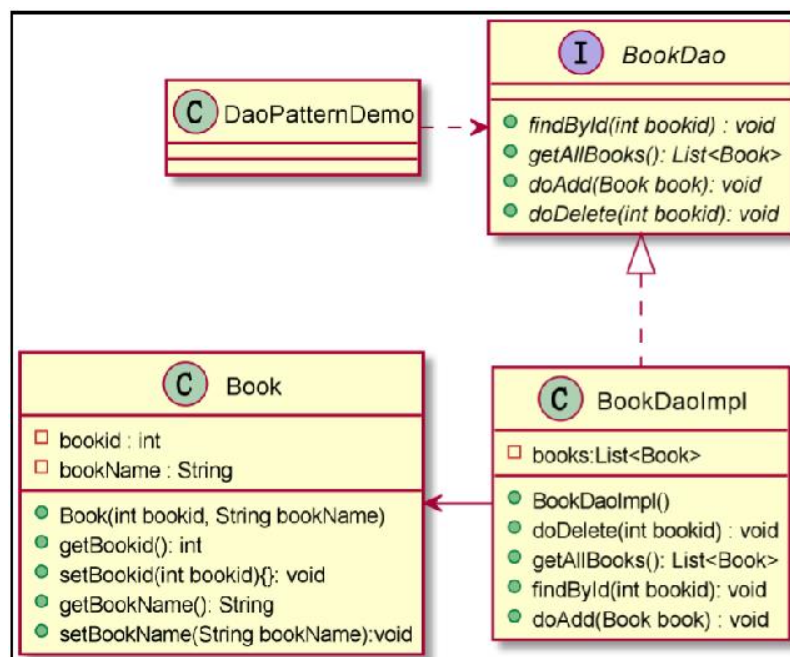 I BookDao
C DaoPatternDemo
findById(int bookid) : void
getAllBooks(): List<Book>
doAdd(Book book): void
doDelete(int bookid): void
C Book
bookid : int
bookName : String
Book(int bookid, String bookName)
getBookid(): int
setBookid(int bookid){}: void
getBookName(): String
setBookName(String bookName):void
C BookDaoImpl
books:List<Book>
BookDaoImpl()
doDelete(int bookid) : void
getAllBooks(): List<Book>
findById(int bookid): void
doAdd(Book book) : void